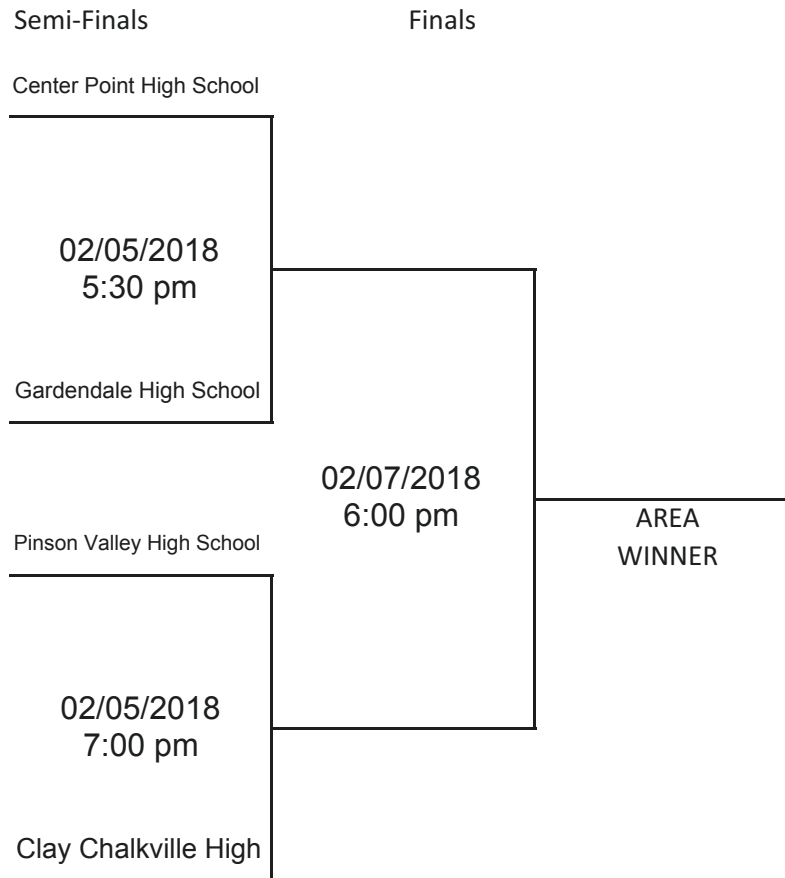 Semi-Finals
Finals
Center Point High School
02/05/2018
5:30 pm
Gardendale High School
02/07/2018
6:00 pm
AREA
WINNER
Pinson Valley High School
02/05/2018
7:00 pm
Clay Chalkville High